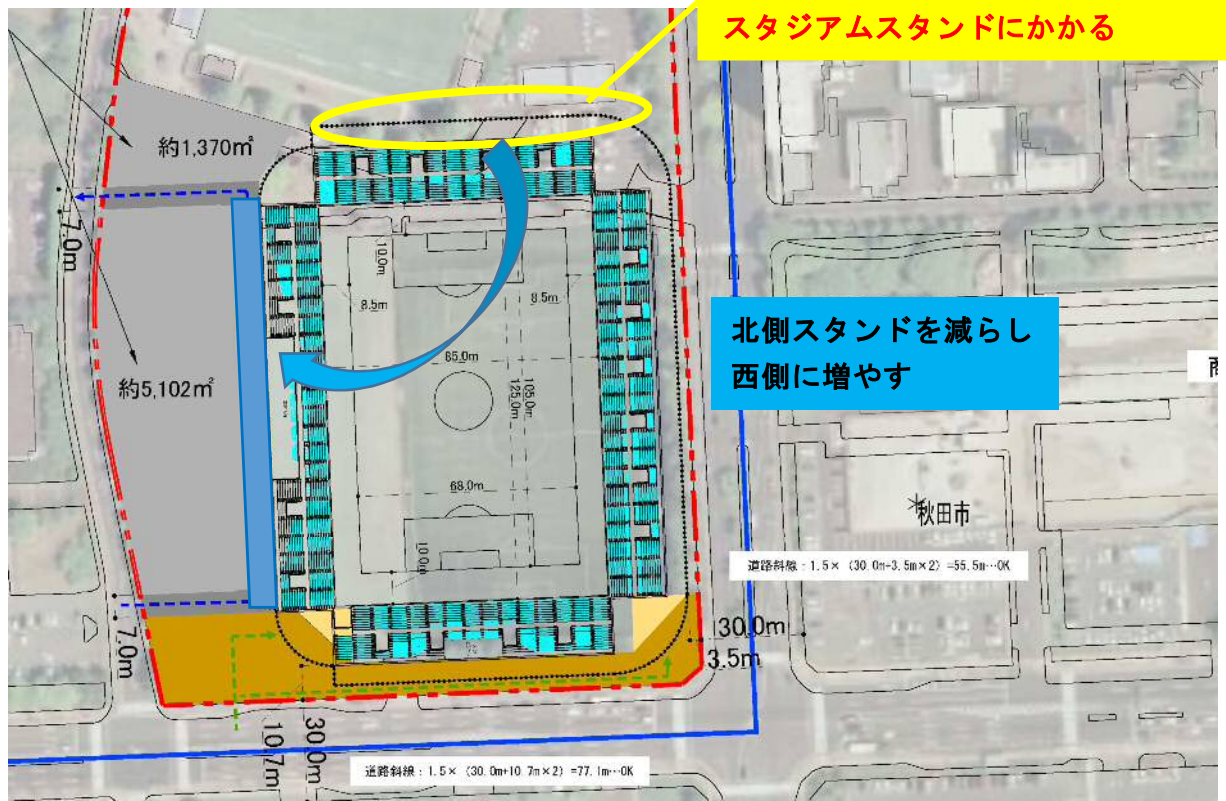 スタジアムスタンドにかかる
約1,370㎡
7.0m
10.0m
8.5m
8.5m
北側スタンドを減らし
西側に増やす
85.0m
105.0m
125.0m
商
約5,102㎡
68.0m
秋田市
10.0m
道路斜線：1.5×（30.0m+3.5m×2）=55.5m…OK
7.0m
30.0m
3.5m
30.0m
10.7m
道路斜線：1.5×（30.0m+10.7m×2）=77.1m…OK